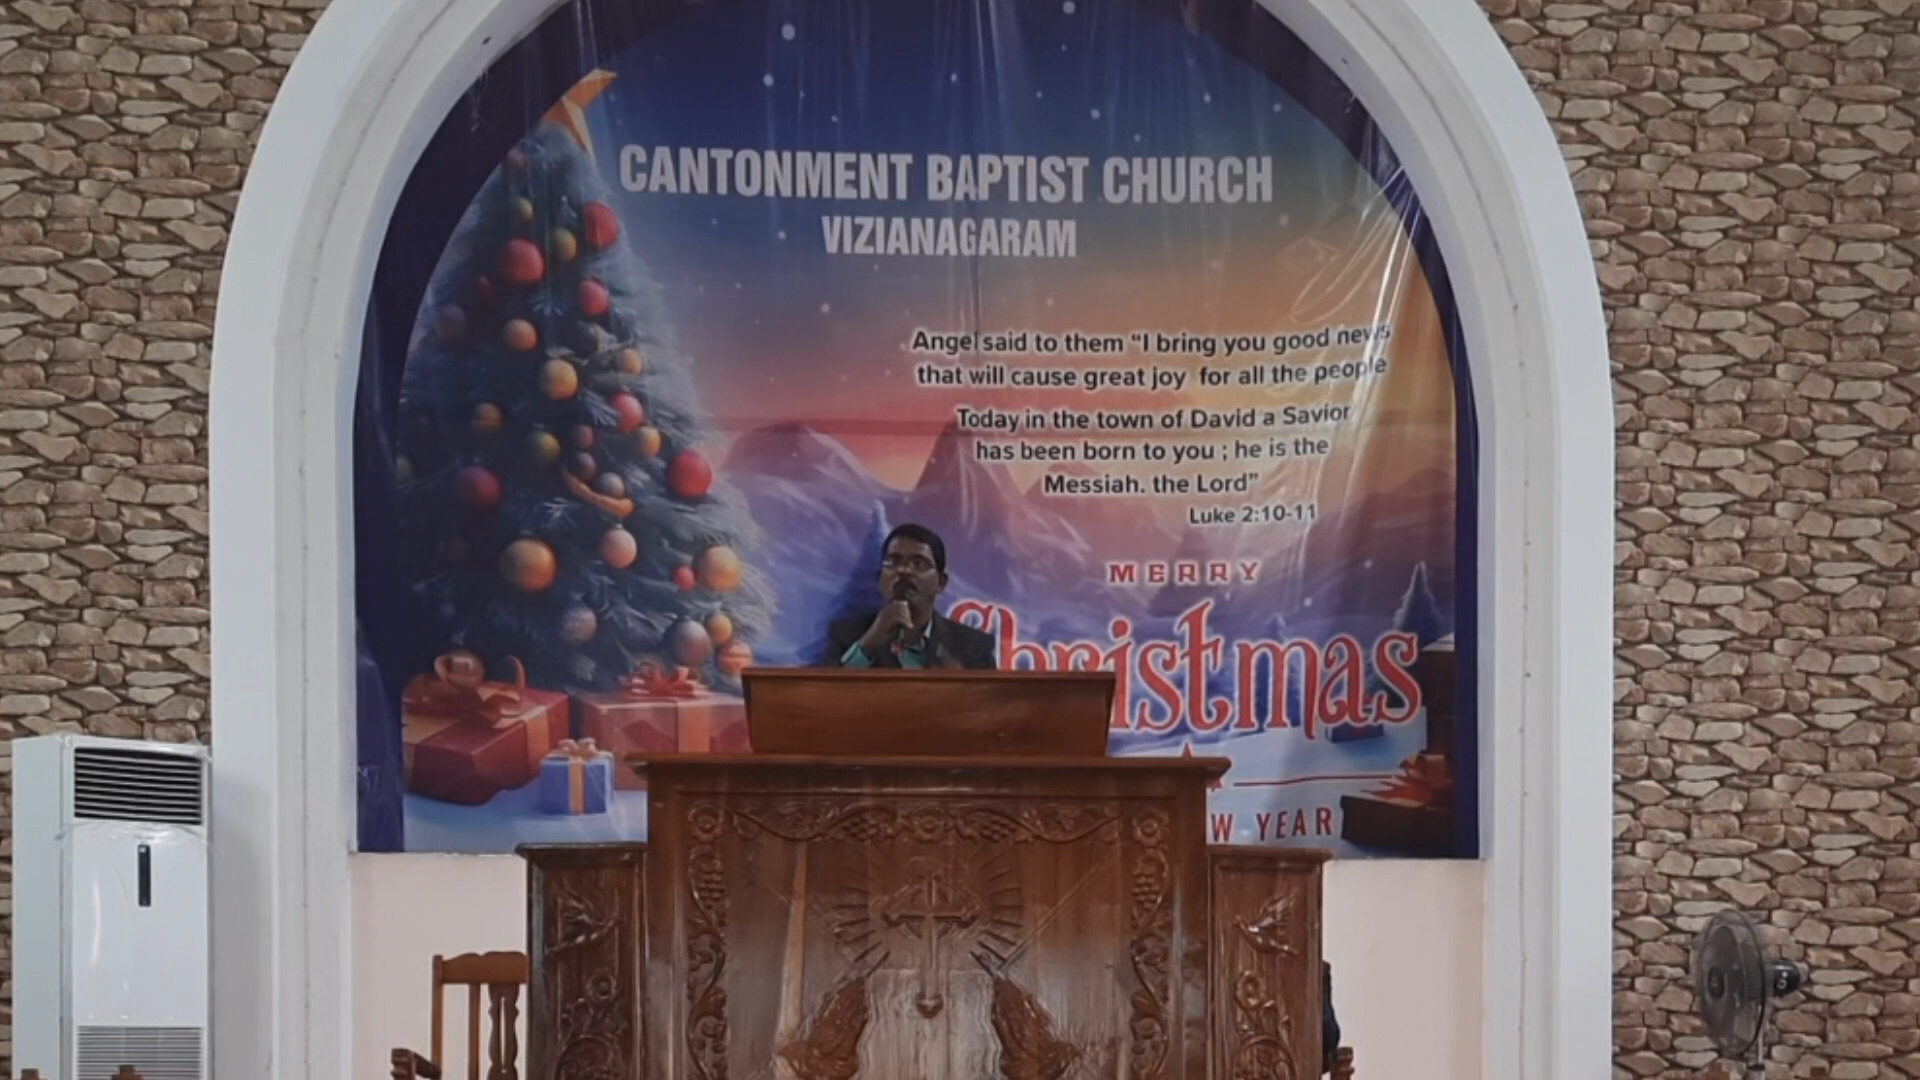 CANTONMENT BAPTIST CHURCH
VIZIANAGARAM
Angel said to them “I bring you good news
that will cause great joy for all the people
Today in the town of David a Savior
has been born to you ; he is the
Messiah. the Lord”
Luke 2:10-11
MERRY
Christmas
W YEAR